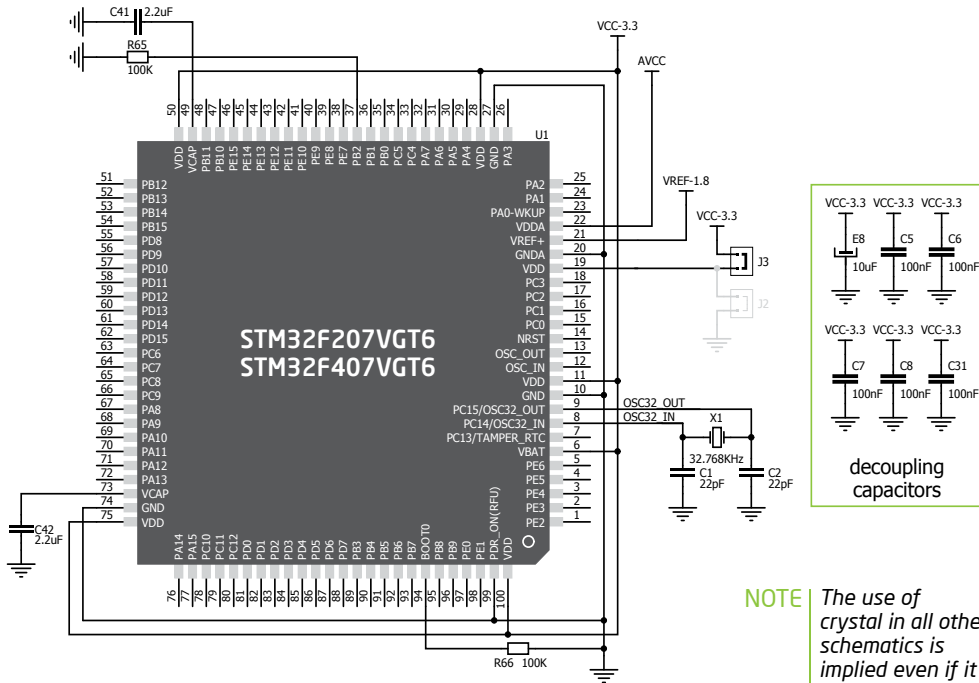 C41 2.2uF
R65
100K
VCC-3.3
AVCC
50 49 48 47 46 45 44 43 42 41 40 39 38 37 36 35 34 33 32 31 30 29 28 27 26
U1
VDD VCAP PB11 PB10 PE15 PE14 PE13 PE12 PE11 PE10 PE9 PE8 PE7 PB2 PB1 PB0 PC5 PC4 PA7 PA6 PA5 PA4 VDD GND PA3
51 PB12
52 PB13
53 PB14
54 PB15
55 PD8
56 PD9
57 PD10
58 PD11
59 PD12
60 PD13
61 PD14
62 PD15
63 PC6
64 PC7
65 PC8
66 PC9
67 PA8
68 PA9
69 PA10
70 PA11
71 PA12
72 PA13
73 VCAP
74 GND
75 VDD
STM32F207VGT6
STM32F407VGT6
PA2 25
PA1 24
PA0-WKUP 23
VDDA 22
VREF+ 21
GNDA 20
VDD 19
PC3 18
PC2 17
PC1 16
PC0 15
NRST 14
OSC_OUT 13
OSC_IN 12
VDD 11
GND 10
PC15/OSC32_OUT 9
PC14/OSC32_IN 8
PC13/TAMPER_RTC 7
VBAT 6
PE6 5
PE5 4
PE4 3
PE3 2
PE2 1
VREF-1.8
VCC-3.3
J3
J2
OSC32_OUT
OSC32_IN
X1
32.768KHz
C1
22pF
C2
22pF
C42
2.2uF
PA14 PA15 PC10 PC11 PC12 PD0 PD1 PD2 PD3 PD4 PD5 PD6 PD7 PB3 PB4 PB5 PB6 PB7 BOOT0 PB8 PB9 PE0 PE1 PDR_ON(RFU) VDD
76 77 78 79 80 81 82 83 84 85 86 87 88 89 90 91 92 93 94 95 96 97 98 99 100
R66 100K
VCC-3.3 VCC-3.3 VCC-3.3
E8 C5 C6
10uF 100nF 100nF
VCC-3.3 VCC-3.3 VCC-3.3
C7 C8 C31
100nF 100nF 100nF
decoupling
capacitors
NOTE
The use of
crystal in all othe
schematics is
implied even if it